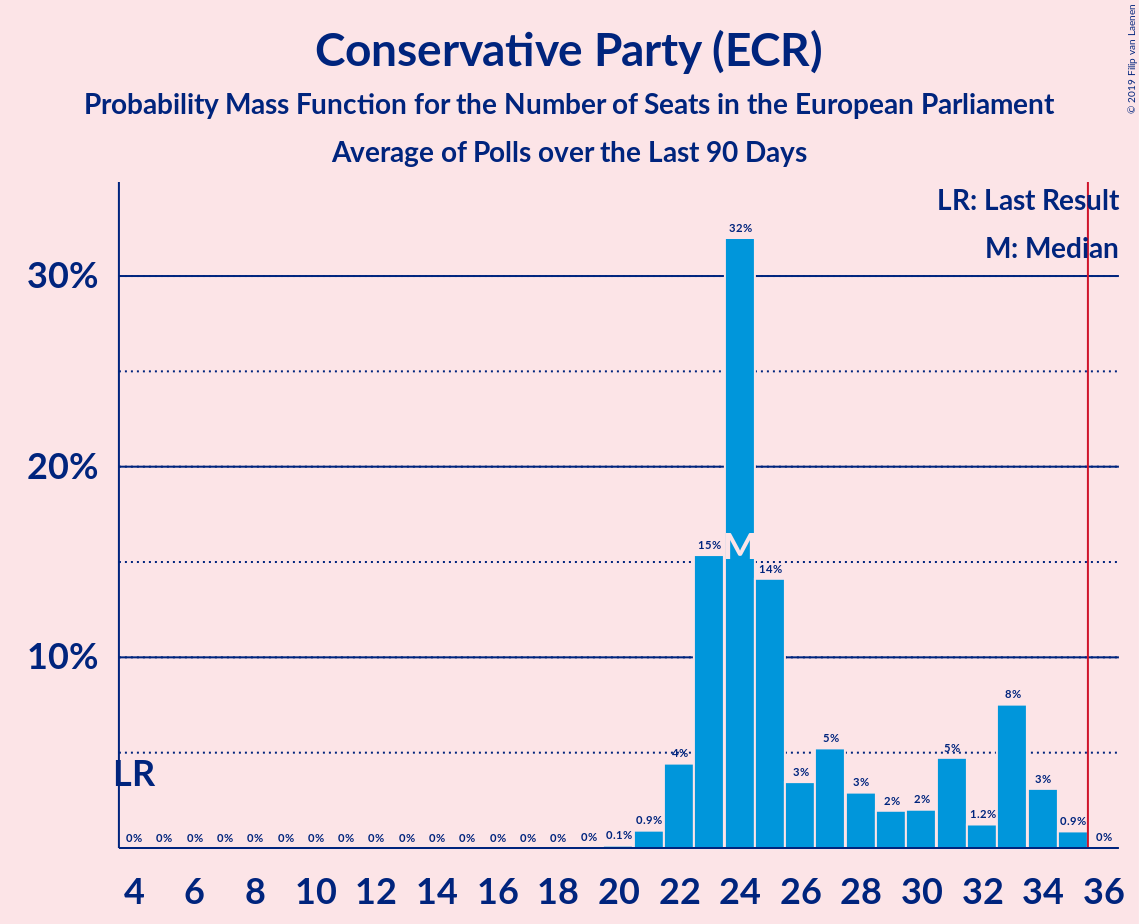 Conservative Party (ECR)
Probability Mass Function for the Number of Seats in the European Parliament
Average of Polls over the Last 90 Days
© 2019 Filip van Laenen
LR: Last Result
M: Median
32%
30%
20%
15%
M
14%
10%
8%
4%
5%
5%
LR
3%
3%
3%
2%
2%
1.2%
0.9%
0.9%
0% 0% 0% 0% 0% 0% 0% 0% 0% 0% 0% 0% 0% 0% 0% 0% 0.1% 0%
4 6 8 10 12 14 16 18 20 22 24 26 28 30 32 34 36